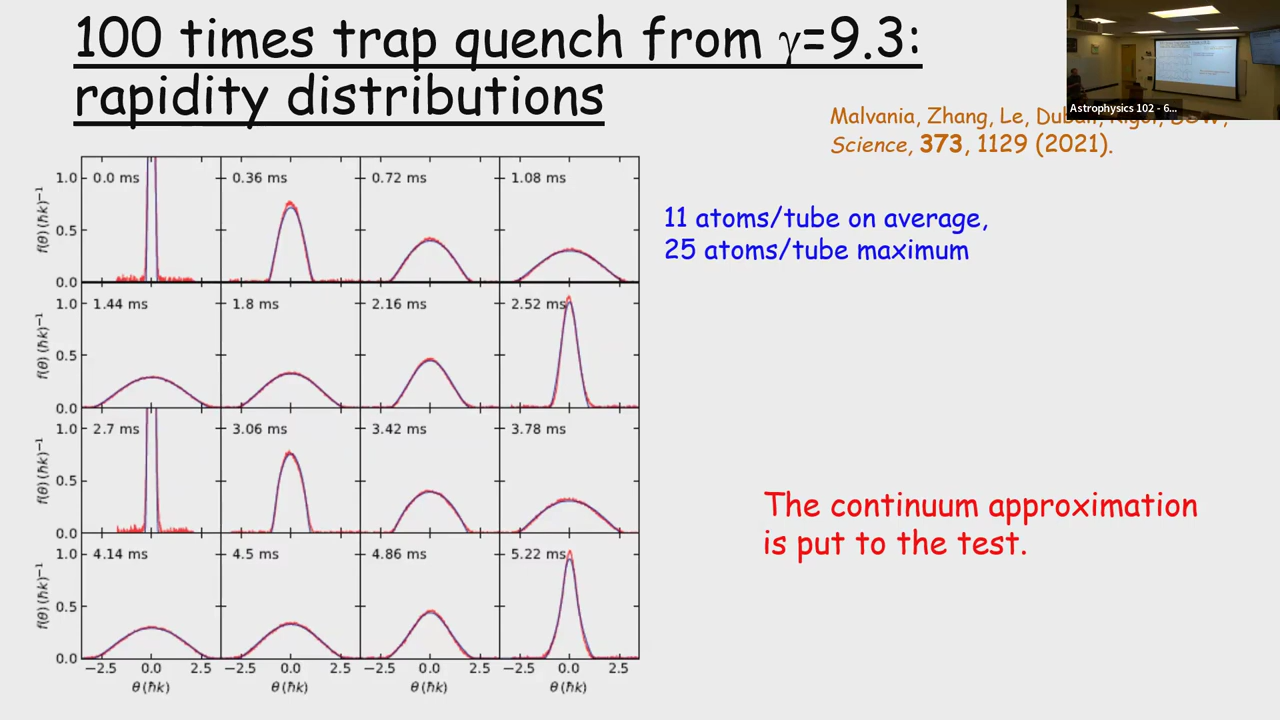 100 times trap quench from γ=9.3:
rapidity distributions
Astrophysics 102 - 6...
Malvania, Zhang, Le,
Science, 373, 1129 (2021).
11 atoms/tube on average,
25 atoms/tube maximum
f(θ) (ħk)⁻¹
1.0 0.0 ms 0.36 ms 0.72 ms 1.08 ms
0.5
0.0
f(θ) (ħk)⁻¹
1.0 1.44 ms 1.8 ms 2.16 ms 2.52 ms
0.5
0.0
f(θ) (ħk)⁻¹
1.0 2.7 ms 3.06 ms 3.42 ms 3.78 ms
0.5
0.0
f(θ) (ħk)⁻¹
1.0 4.14 ms 4.5 ms 4.86 ms 5.22 ms
0.5
0.0
−2.5 0.0 2.5 −2.5 0.0 2.5 −2.5 0.0 2.5 −2.5 0.0 2.5
θ (ħk) θ (ħk) θ (ħk) θ (ħk)
The continuum approximation
is put to the test.